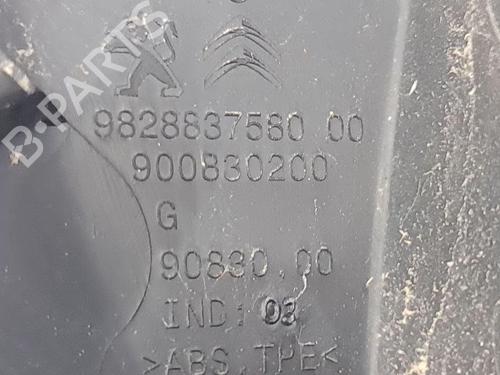 B-PARTS
9828837580 00
900830200
G
90830.00
IND: 03
>ABS,TPE<